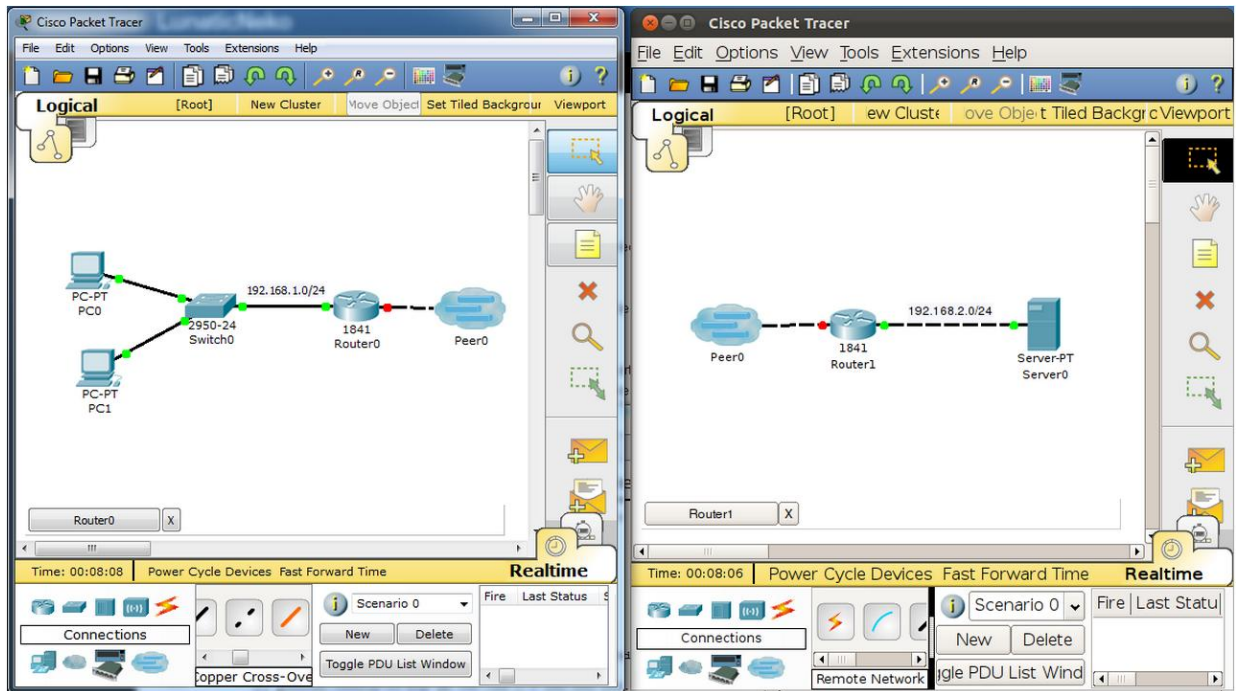 LunaticNeko
Cisco Packet Tracer
File Edit Options View Tools Extensions Help
Logical [Root] New Cluster Move Object Set Tiled Backgrour Viewport
PC-PT
PC0
192.168.1.0/24
2950-24
Switch0
1841
Router0
Peer0
PC-PT
PC1
Router0 X
Time: 00:08:08 Power Cycle Devices Fast Forward Time Realtime
Connections
Scenario 0
New Delete
Toggle PDU List Window
Fire Last Status S
Copper Cross-Ove
Cisco Packet Tracer
File Edit Options View Tools Extensions Help
Logical [Root] ew Cluste ove Obje t Tiled Backgr c Viewport
192.168.2.0/24
Peer0
1841
Router1
Server-PT
Server0
Router1 X
Time: 00:08:06 Power Cycle Devices Fast Forward Time Realtime
Connections
Scenario 0
New Delete
ggle PDU List Wind
Fire Last Statu
Remote Network